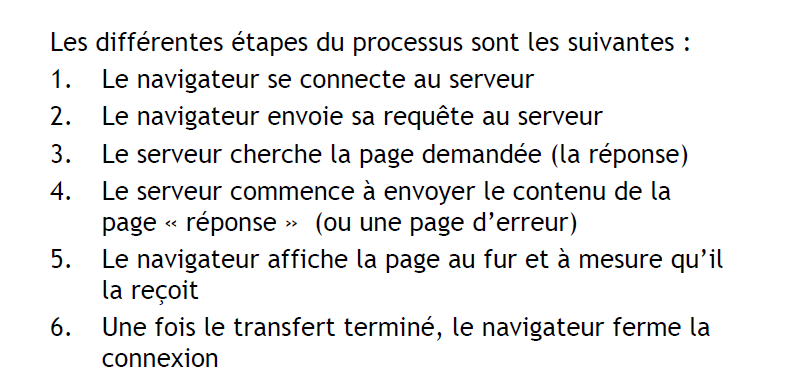 Les différentes étapes du processus sont les suivantes :
1. Le navigateur se connecte au serveur
2. Le navigateur envoie sa requête au serveur
3. Le serveur cherche la page demandée (la réponse)
4. Le serveur commence à envoyer le contenu de la
page « réponse » (ou une page d’erreur)
5. Le navigateur affiche la page au fur et à mesure qu’il
la reçoit
6. Une fois le transfert terminé, le navigateur ferme la
connexion